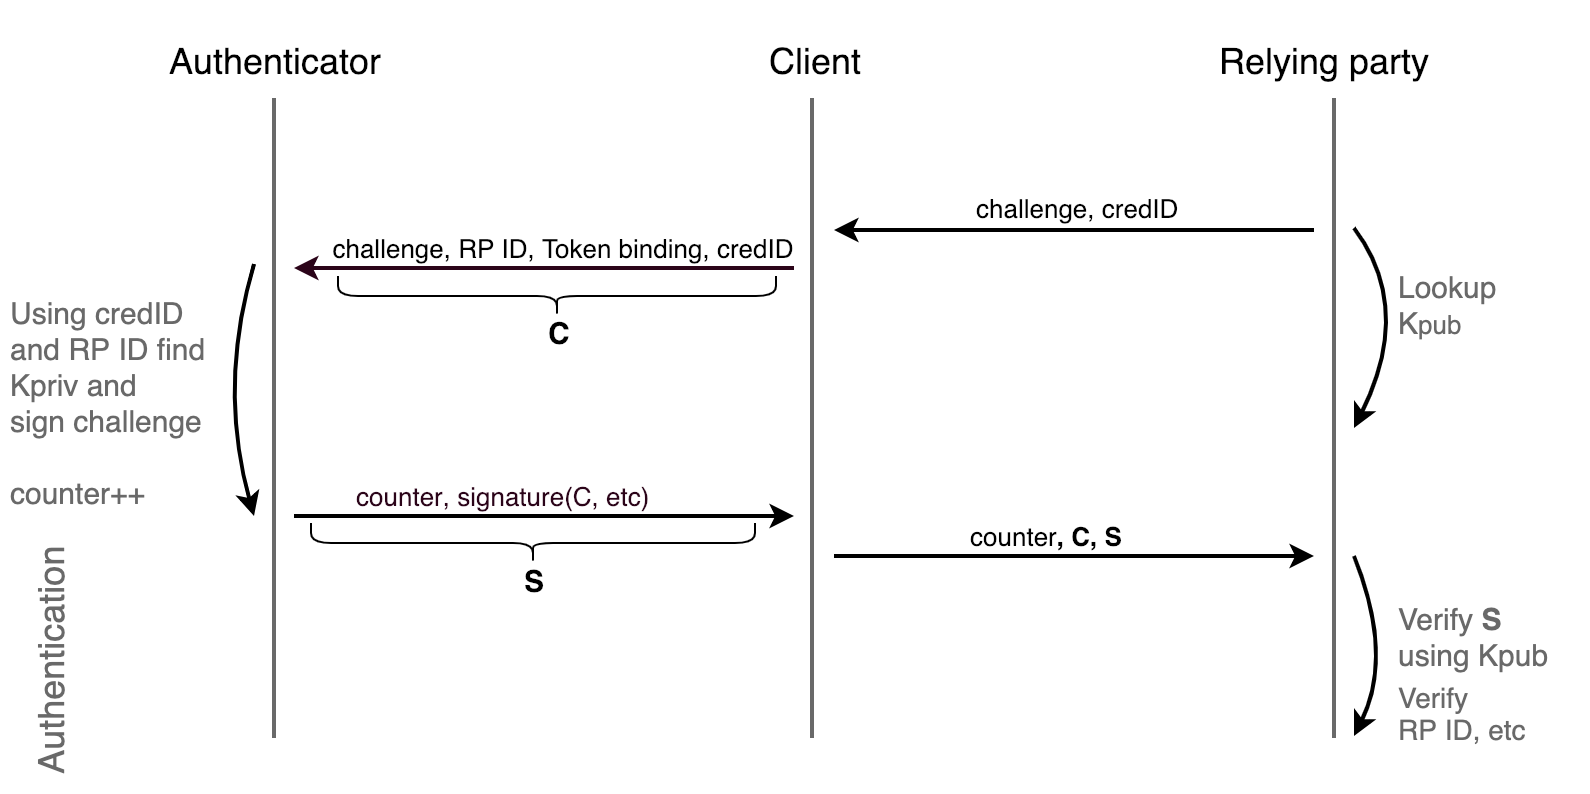 Authenticator
Client
Relying party
challenge, credID
challenge, RP ID, Token binding, credID
C
Lookup
Kpub
Using credID
and RP ID find
Kpriv and
sign challenge
counter++
counter, signature(C, etc)
S
counter, C, S
Verify S
using Kpub
Verify
RP ID, etc
Authentication